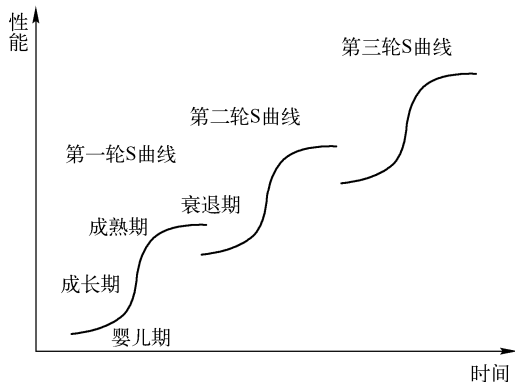 性能
第三轮S曲线
第二轮S曲线
第一轮S曲线
衰退期
成熟期
成长期
婴儿期
时间